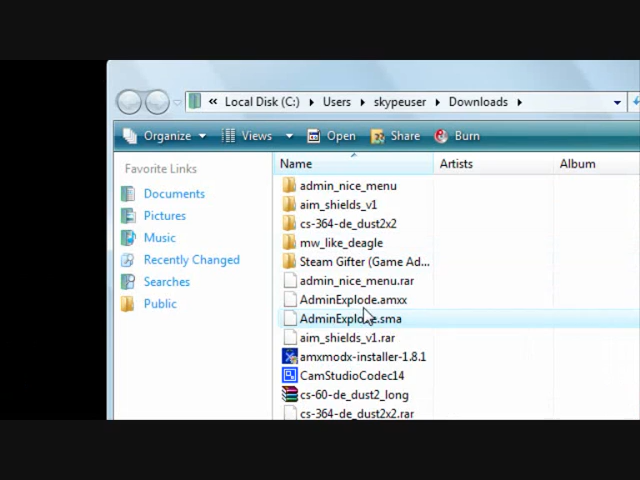 « Local Disk (C:) ▸ Users ▸ skypeuser ▸ Downloads ▸
Organize Views Open Share Burn
Favorite Links
Documents
Pictures
Music
Recently Changed
Searches
Public
Name Artists Album
admin_nice_menu
aim_shields_v1
cs-364-de_dust2x2
mw_like_deagle
Steam Gifter (Game Ad...
admin_nice_menu.rar
AdminExplode.amxx
AdminExplode.sma
aim_shields_v1.rar
amxmodx-installer-1.8.1
CamStudioCodec14
cs-60-de_dust2_long
cs-364-de_dust2x2.rar